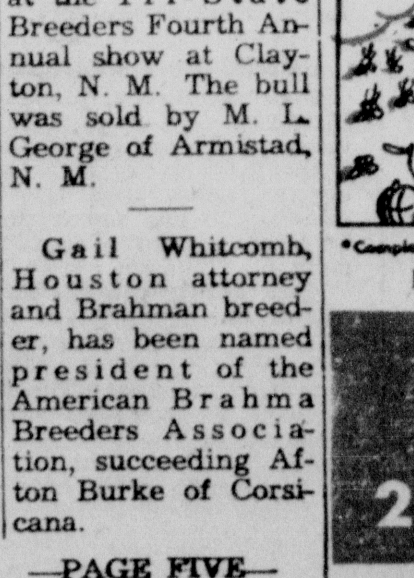 Breeders Fourth An-
nual show at Clay-
ton, N. M. The bull
was sold by M. L.
George of Armistad,
N. M.
Gail Whitcomb,
Houston attorney
and Brahman breed-
er, has been named
president of the
American Brahma
Breeders Associa-
tion, succeeding Af-
ton Burke of Corsi-
cana.
—PAGE FIVE—
2